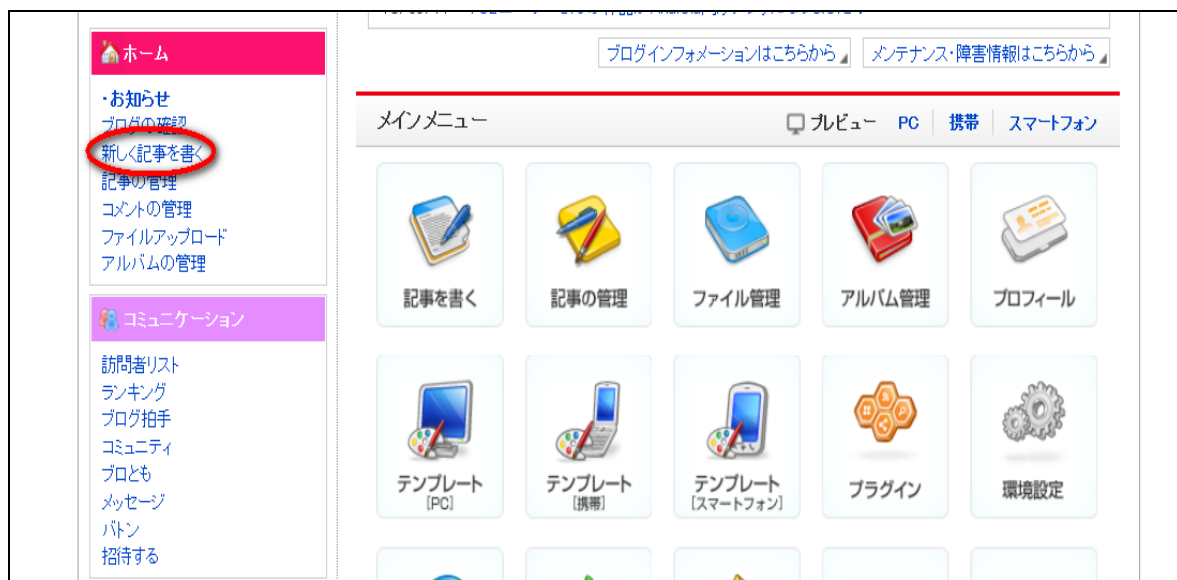 ホーム
ブログインフォメーションはこちらから
メンテナンス・障害情報はこちらから
・お知らせ
ブログの確認
新しく記事を書く
記事の管理
コメントの管理
ファイルアップロード
アルバムの管理
コミュニケーション
訪問者リスト
ランキング
ブログ拍手
コミュニティ
ブロとも
メッセージ
バトン
招待する
メインメニュー
プレビュー PC 携帯 スマートフォン
記事を書く
記事の管理
ファイル管理
アルバム管理
プロフィール
テンプレート
[PC]
テンプレート
[携帯]
テンプレート
[スマートフォン]
プラグイン
環境設定